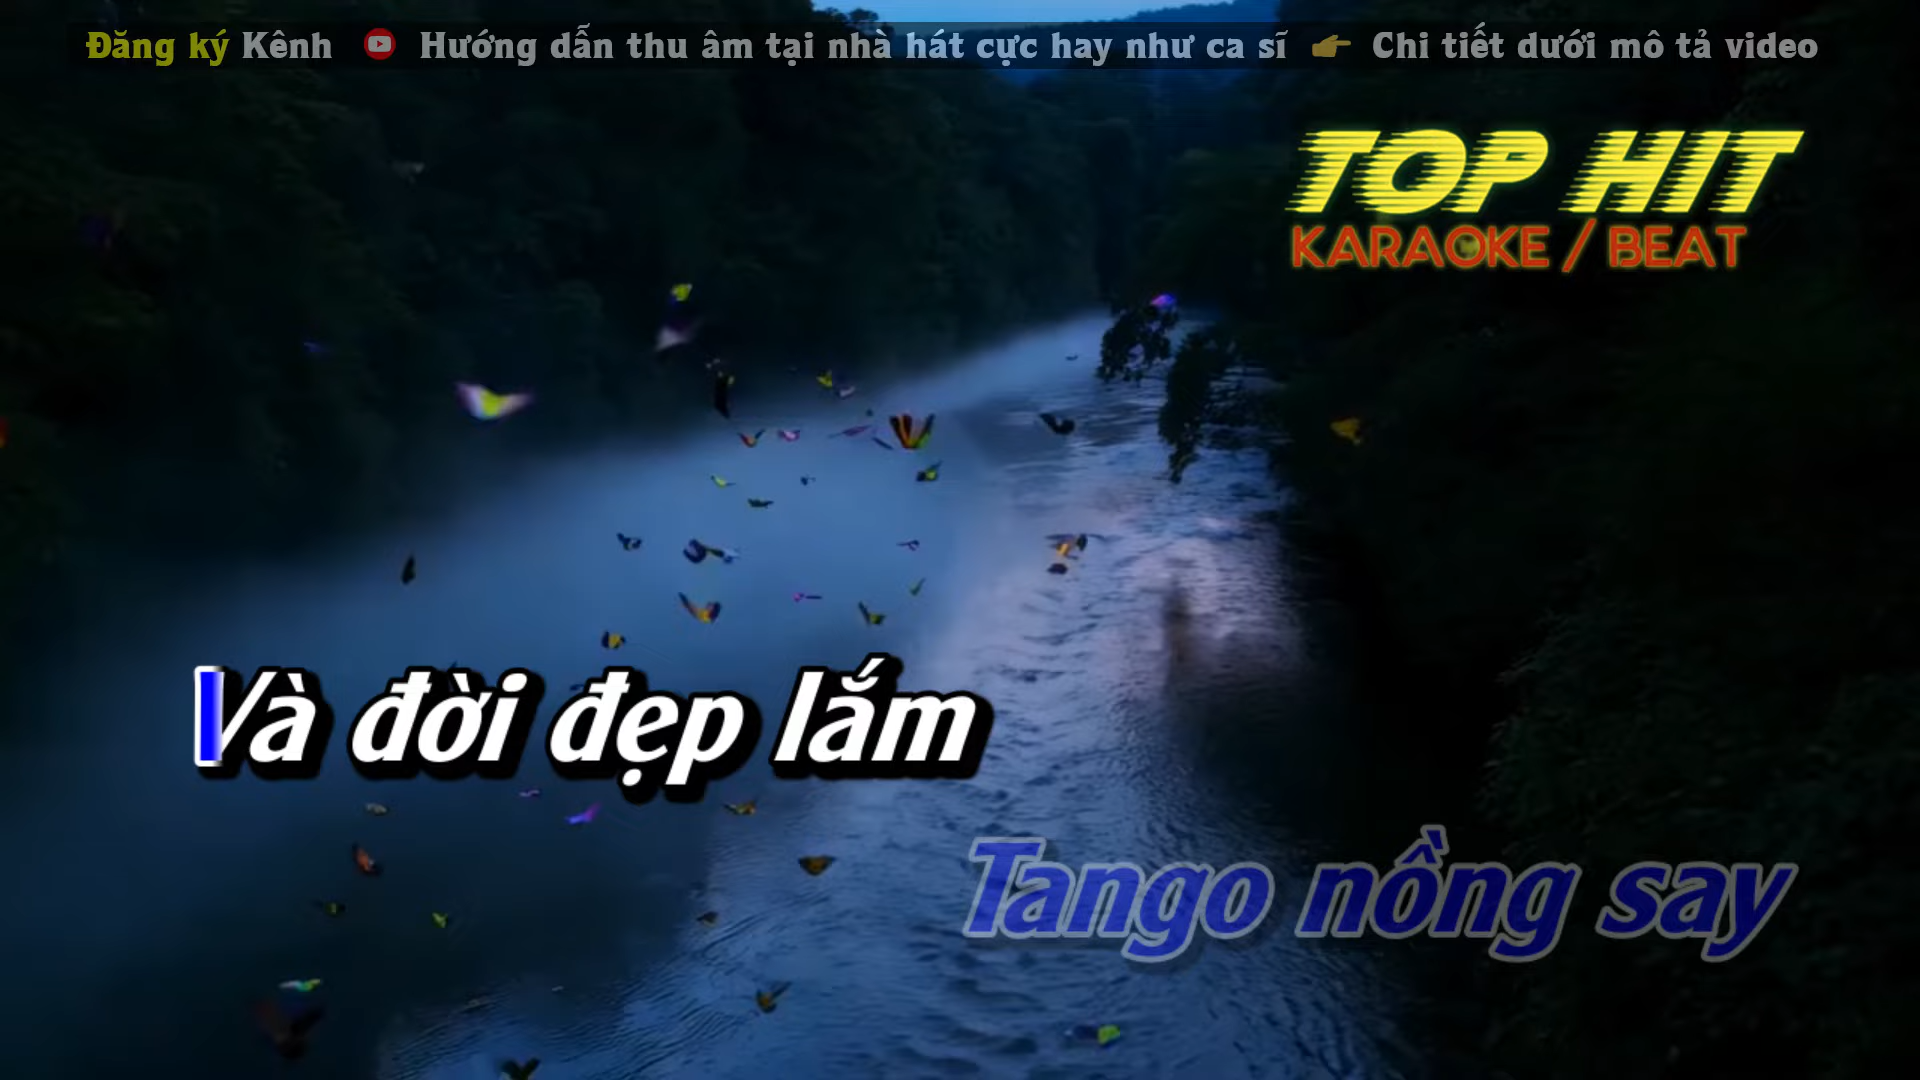 Đăng ký Kênh Hướng dẫn thu âm tại nhà hát cực hay như ca sĩ 👉 Chi tiết dưới mô tả video
TOP HIT
KARAOKE / BEAT
Và đời đẹp lắm
Tango nồng say